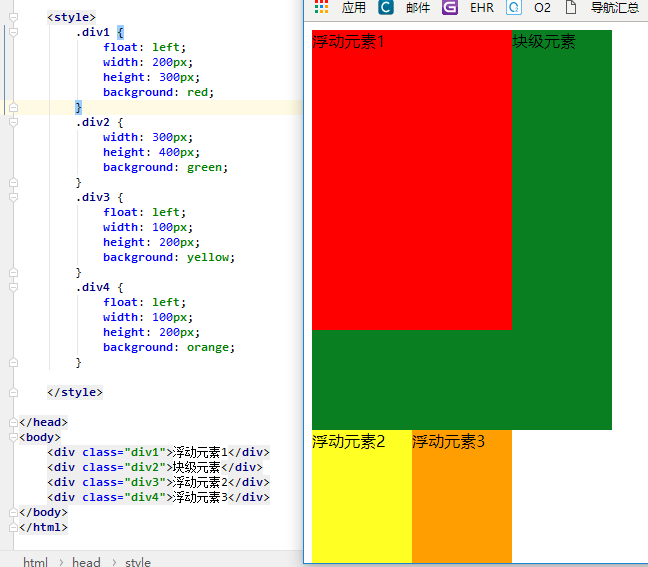 <style>
.div1 {
float: left;
width: 200px;
height: 300px;
background: red;
}
.div2 {
width: 300px;
height: 400px;
background: green;
}
.div3 {
float: left;
width: 100px;
height: 200px;
background: yellow;
}
.div4 {
float: left;
width: 100px;
height: 200px;
background: orange;
}
</style>
</head>
<body>
<div class="div1">浮动元素1</div>
<div class="div2">块级元素</div>
<div class="div3">浮动元素2</div>
<div class="div4">浮动元素3</div>
</body>
</html>
html > head > style
应用 C 邮件 G EHR O2 导航汇总
浮动元素1 块级元素
浮动元素2 浮动元素3